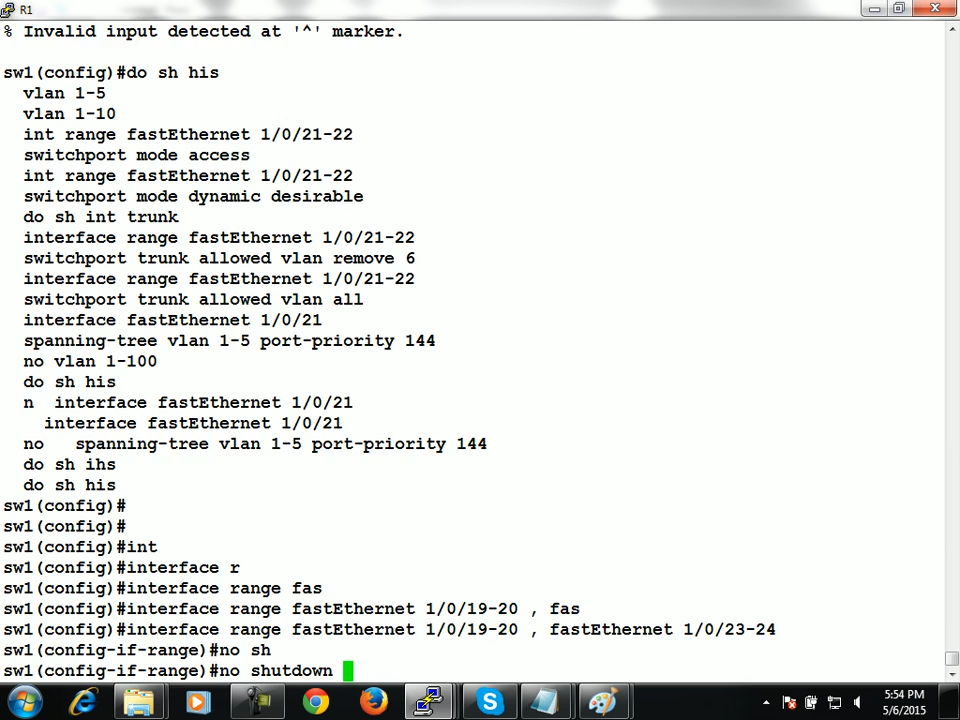 R1
% Invalid input detected at '^' marker.
sw1(config)#do sh his
vlan 1-5
vlan 1-10
int range fastEthernet 1/0/21-22
switchport mode access
int range fastEthernet 1/0/21-22
switchport mode dynamic desirable
do sh int trunk
interface range fastEthernet 1/0/21-22
switchport trunk allowed vlan remove 6
interface range fastEthernet 1/0/21-22
switchport trunk allowed vlan all
interface fastEthernet 1/0/21
spanning-tree vlan 1-5 port-priority 144
no vlan 1-100
do sh his
n  interface fastEthernet 1/0/21
interface fastEthernet 1/0/21
no   spanning-tree vlan 1-5 port-priority 144
do sh ihs
do sh his
sw1(config)#
sw1(config)#
sw1(config)#int
sw1(config)#interface r
sw1(config)#interface range fas
sw1(config)#interface range fastEthernet 1/0/19-20 , fas
sw1(config)#interface range fastEthernet 1/0/19-20 , fastEthernet 1/0/23-24
sw1(config-if-range)#no sh
sw1(config-if-range)#no shutdown
5:54 PM
5/6/2015